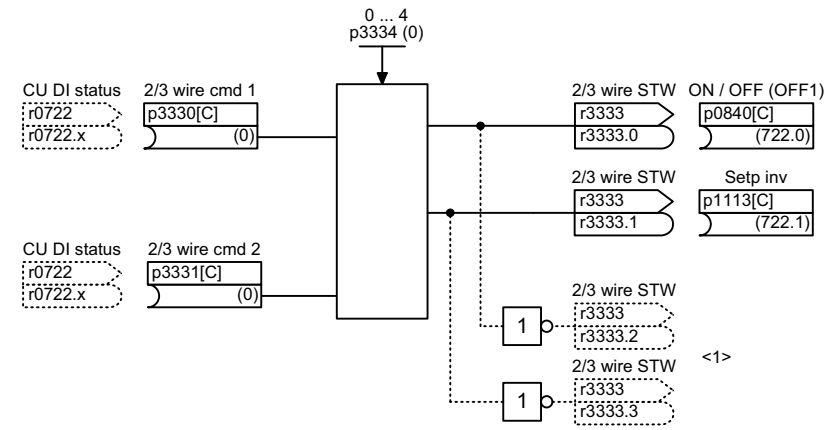 0 ... 4
p3334 (0)
CU DI status
2/3 wire cmd 1
2/3 wire STW
ON / OFF (OFF1)
r0722
p3330[C]
r3333
p0840[C]
r0722.x
(0)
r3333.0
(722.0)
2/3 wire STW
Setp inv
r3333
p1113[C]
r3333.1
(722.1)
CU DI status
2/3 wire cmd 2
r0722
p3331[C]
r0722.x
(0)
2/3 wire STW
r3333
1
r3333.2
<1>
2/3 wire STW
r3333
1
r3333.3